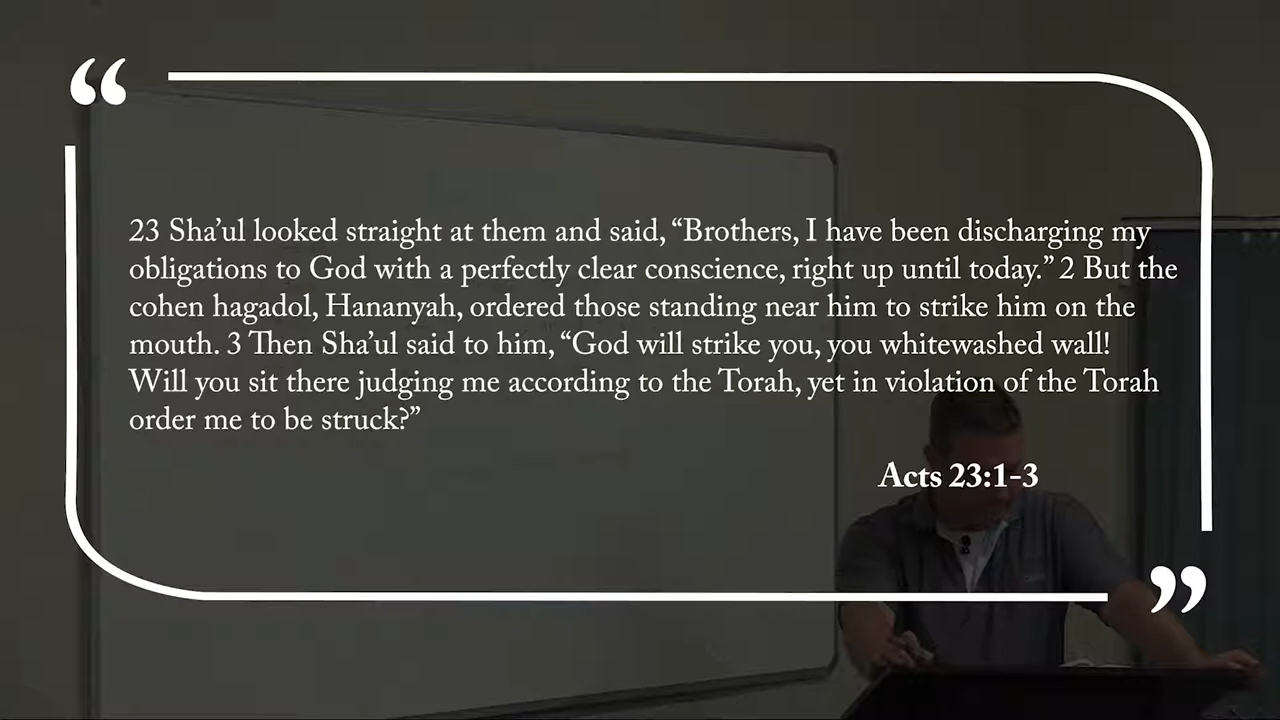 23 Sha’ul looked straight at them and said, “Brothers, I have been discharging my
obligations to God with a perfectly clear conscience, right up until today.” 2 But the
cohen hagadol, Hananyah, ordered those standing near him to strike him on the
mouth. 3 Then Sha’ul said to him, “God will strike you, you whitewashed wall!
Will you sit there judging me according to the Torah, yet in violation of the Torah
order me to be struck?”
Acts 23:1-3